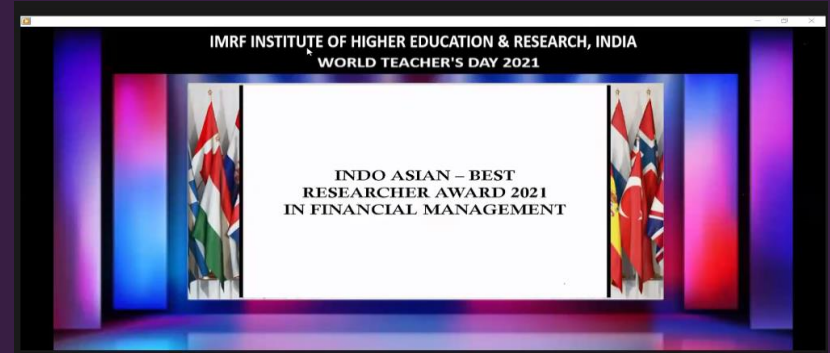 IMRF INSTITUTE OF HIGHER EDUCATION & RESEARCH, INDIA
WORLD TEACHER'S DAY 2021
INDO ASIAN – BEST
RESEARCHER AWARD 2021
IN FINANCIAL MANAGEMENT